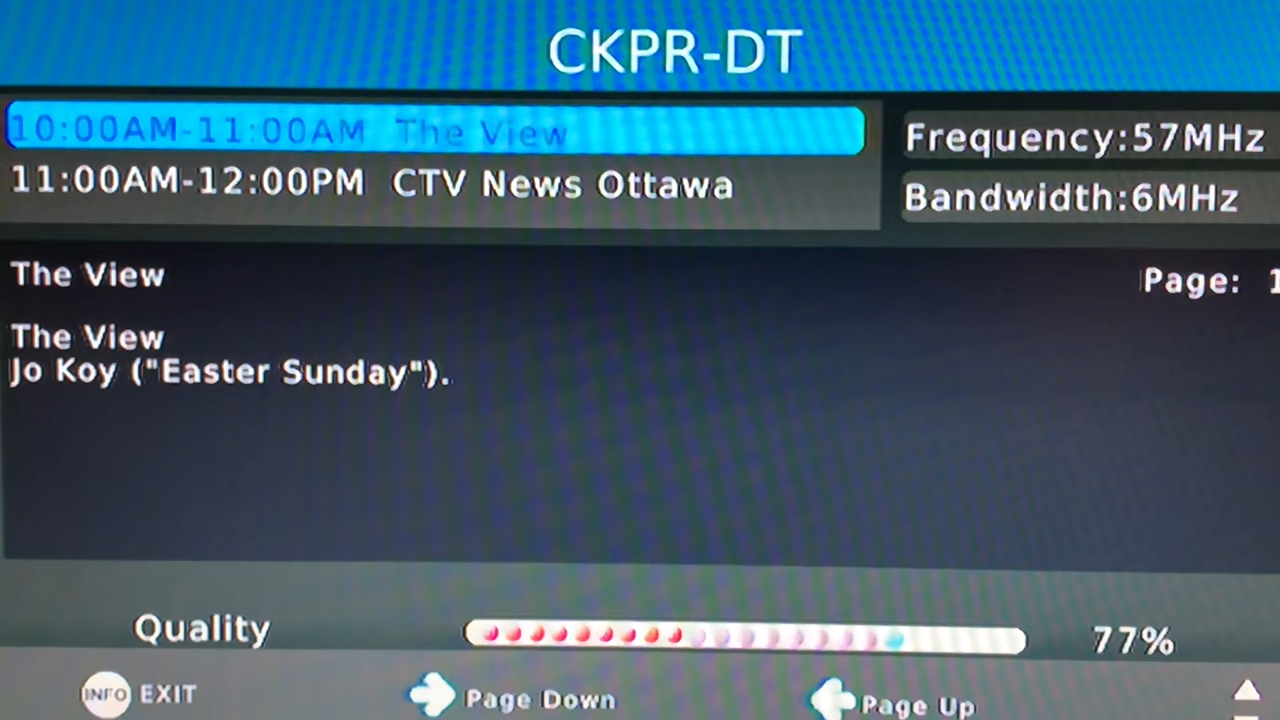 CKPR-DT
10:00AM-11:00AM The View
11:00AM-12:00PM CTV News Ottawa
Frequency:57MHz
Bandwidth:6MHz
The View
Page: 1
The View
Jo Koy ("Easter Sunday").
Quality
77%
INFO EXIT
Page Down
Page Up